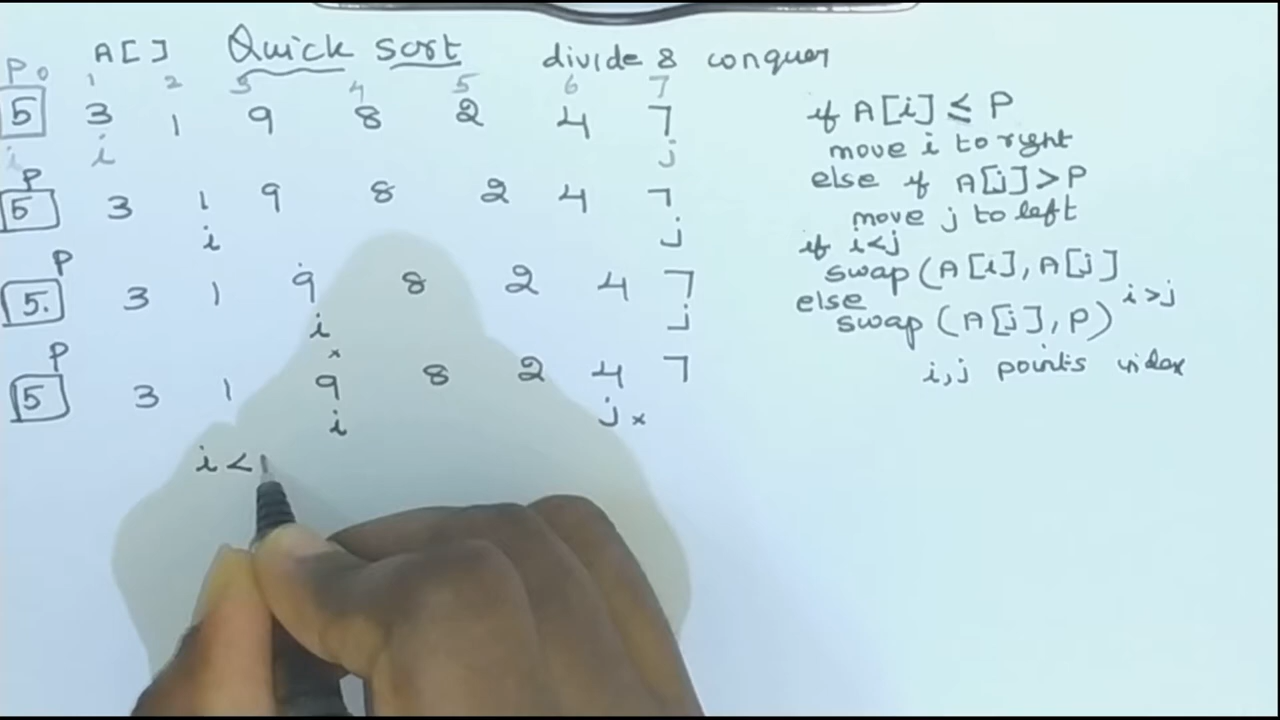 A[] Quick sort divide & conquer
P 0 1 2 3 4 5 6 7
5 3 1 9 8 2 4 7
i i j
P
5 3 1 9 8 2 4 7
i j
P
5. 3 1 9 8 2 4 7
i j
P x
5 3 1 9 8 2 4 7
i j x
i <
if A[i] ≤ P
move i to right
else if A[j] > P
move j to left
if i<j
swap (A[i], A[j]
else i>j
swap (A[j], P)
i,j points index